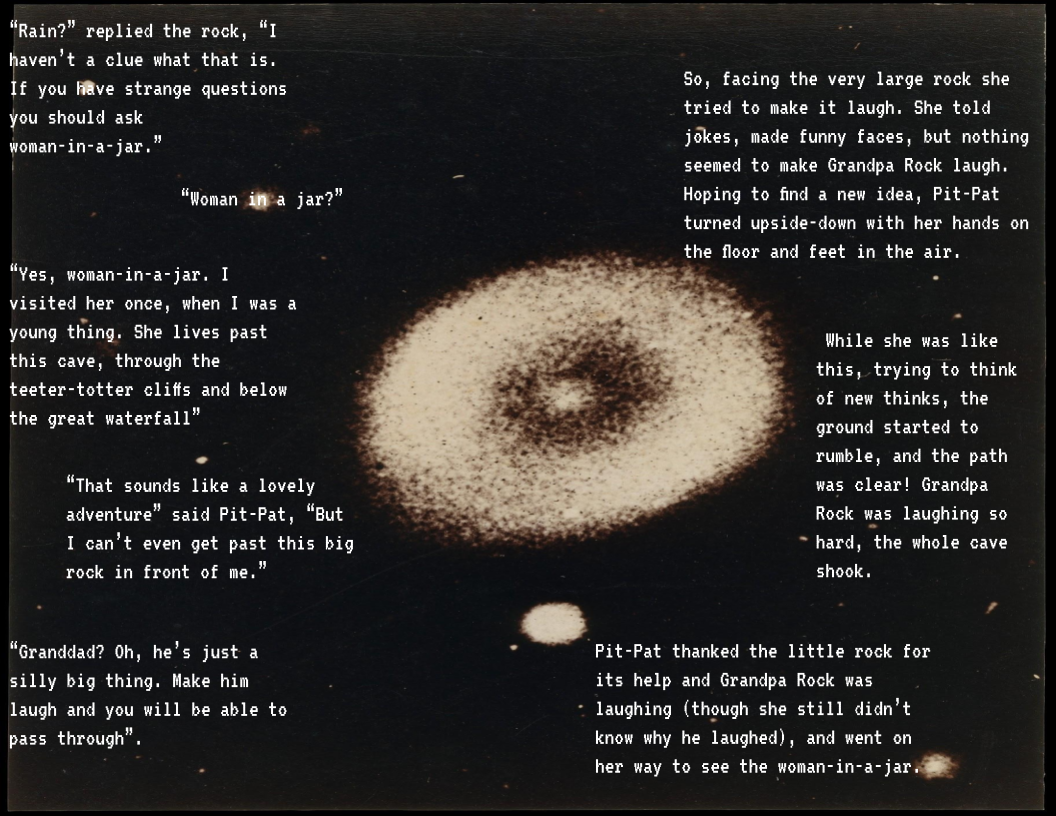 “Rain?” replied the rock, “I
haven’t a clue what that is.
If you have strange questions
you should ask
woman-in-a-jar.”
“Woman in a jar?”
“Yes, woman-in-a-jar. I
visited her once, when I was a
young thing. She lives past
this cave, through the
teeter-totter cliffs and below
the great waterfall”
“That sounds like a lovely
adventure” said Pit-Pat, “But
I can’t even get past this big
rock in front of me.”
“Granddad? Oh, he’s just a
silly big thing. Make him
laugh and you will be able to
pass through”.
So, facing the very large rock she
tried to make it laugh. She told
jokes, made funny faces, but nothing
seemed to make Grandpa Rock laugh.
Hoping to find a new idea, Pit-Pat
turned upside-down with her hands on
the floor and feet in the air.
While she was like
this, trying to think
of new thinks, the
ground started to
rumble, and the path
was clear! Grandpa
Rock was laughing so
hard, the whole cave
shook.
Pit-Pat thanked the little rock for
its help and Grandpa Rock was
laughing (though she still didn’t
know why he laughed), and went on
her way to see the woman-in-a-jar.